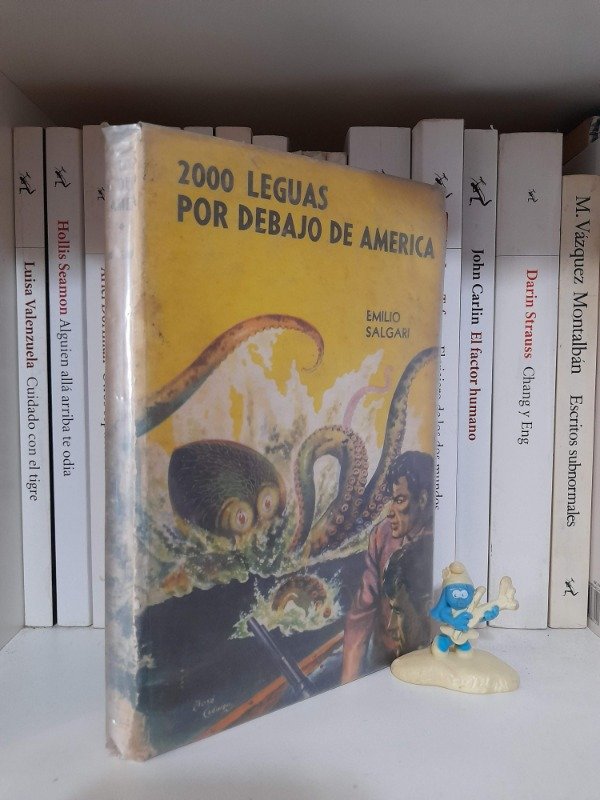 2000 LEGUAS
POR DEBAJO DE AMERICA
EMILIO
SALGARI
Luisa Valenzuela Cuidado con el tigre
Hollis Seamon Alguien allá arriba te odia
John Carlin El factor humano
Darin Strauss Chang y Eng
M. Vázquez Montalbán Escritos subnormales